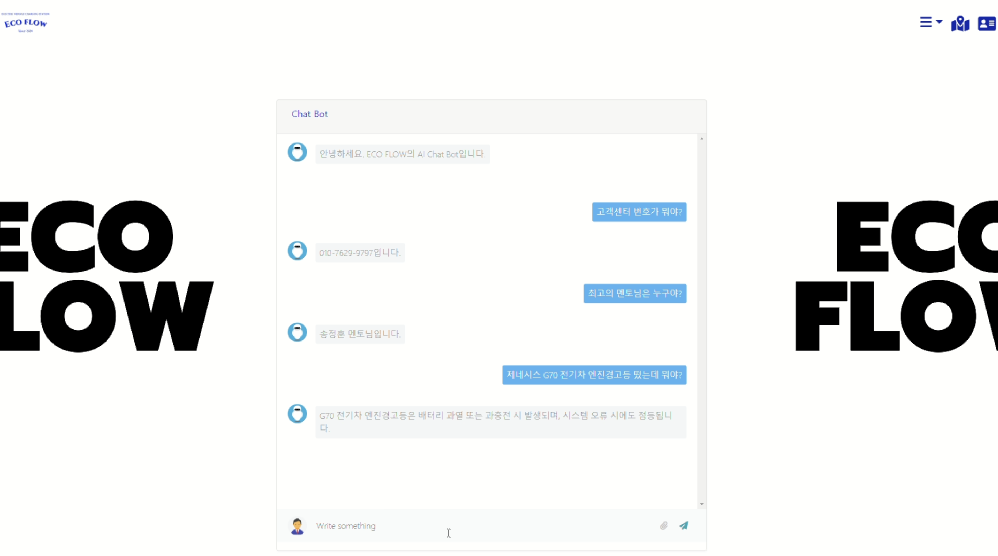 ECO FLOW
Chat Bot
안녕하세요. ECO FLOW의 AI Chat Bot입니다
고객센터 번호가 뭐야?
010-7629-9797입니다.
최고의 멘토님은 누구야?
송정훈 멘토님입니다.
제네시스 G70 전기차 엔진경고등 떴는데 뭐야?
G70 전기차 엔진경고등은 배터리 과열 또는 과충전 시 발생되며, 시스템 오류 시에도 점등됩니
다.
ECO
FLOW
ECO
FLOW
Write something